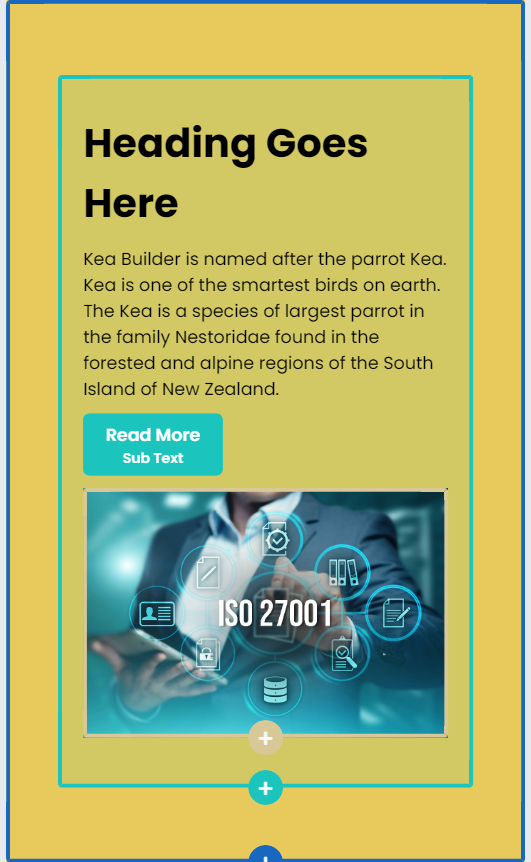 Heading Goes
Here
Kea Builder is named after the parrot Kea.
Kea is one of the smartest birds on earth.
The Kea is a species of largest parrot in
the family Nestoridae found in the
forested and alpine regions of the South
Island of New Zealand.
Read More
Sub Text
ISO 27001